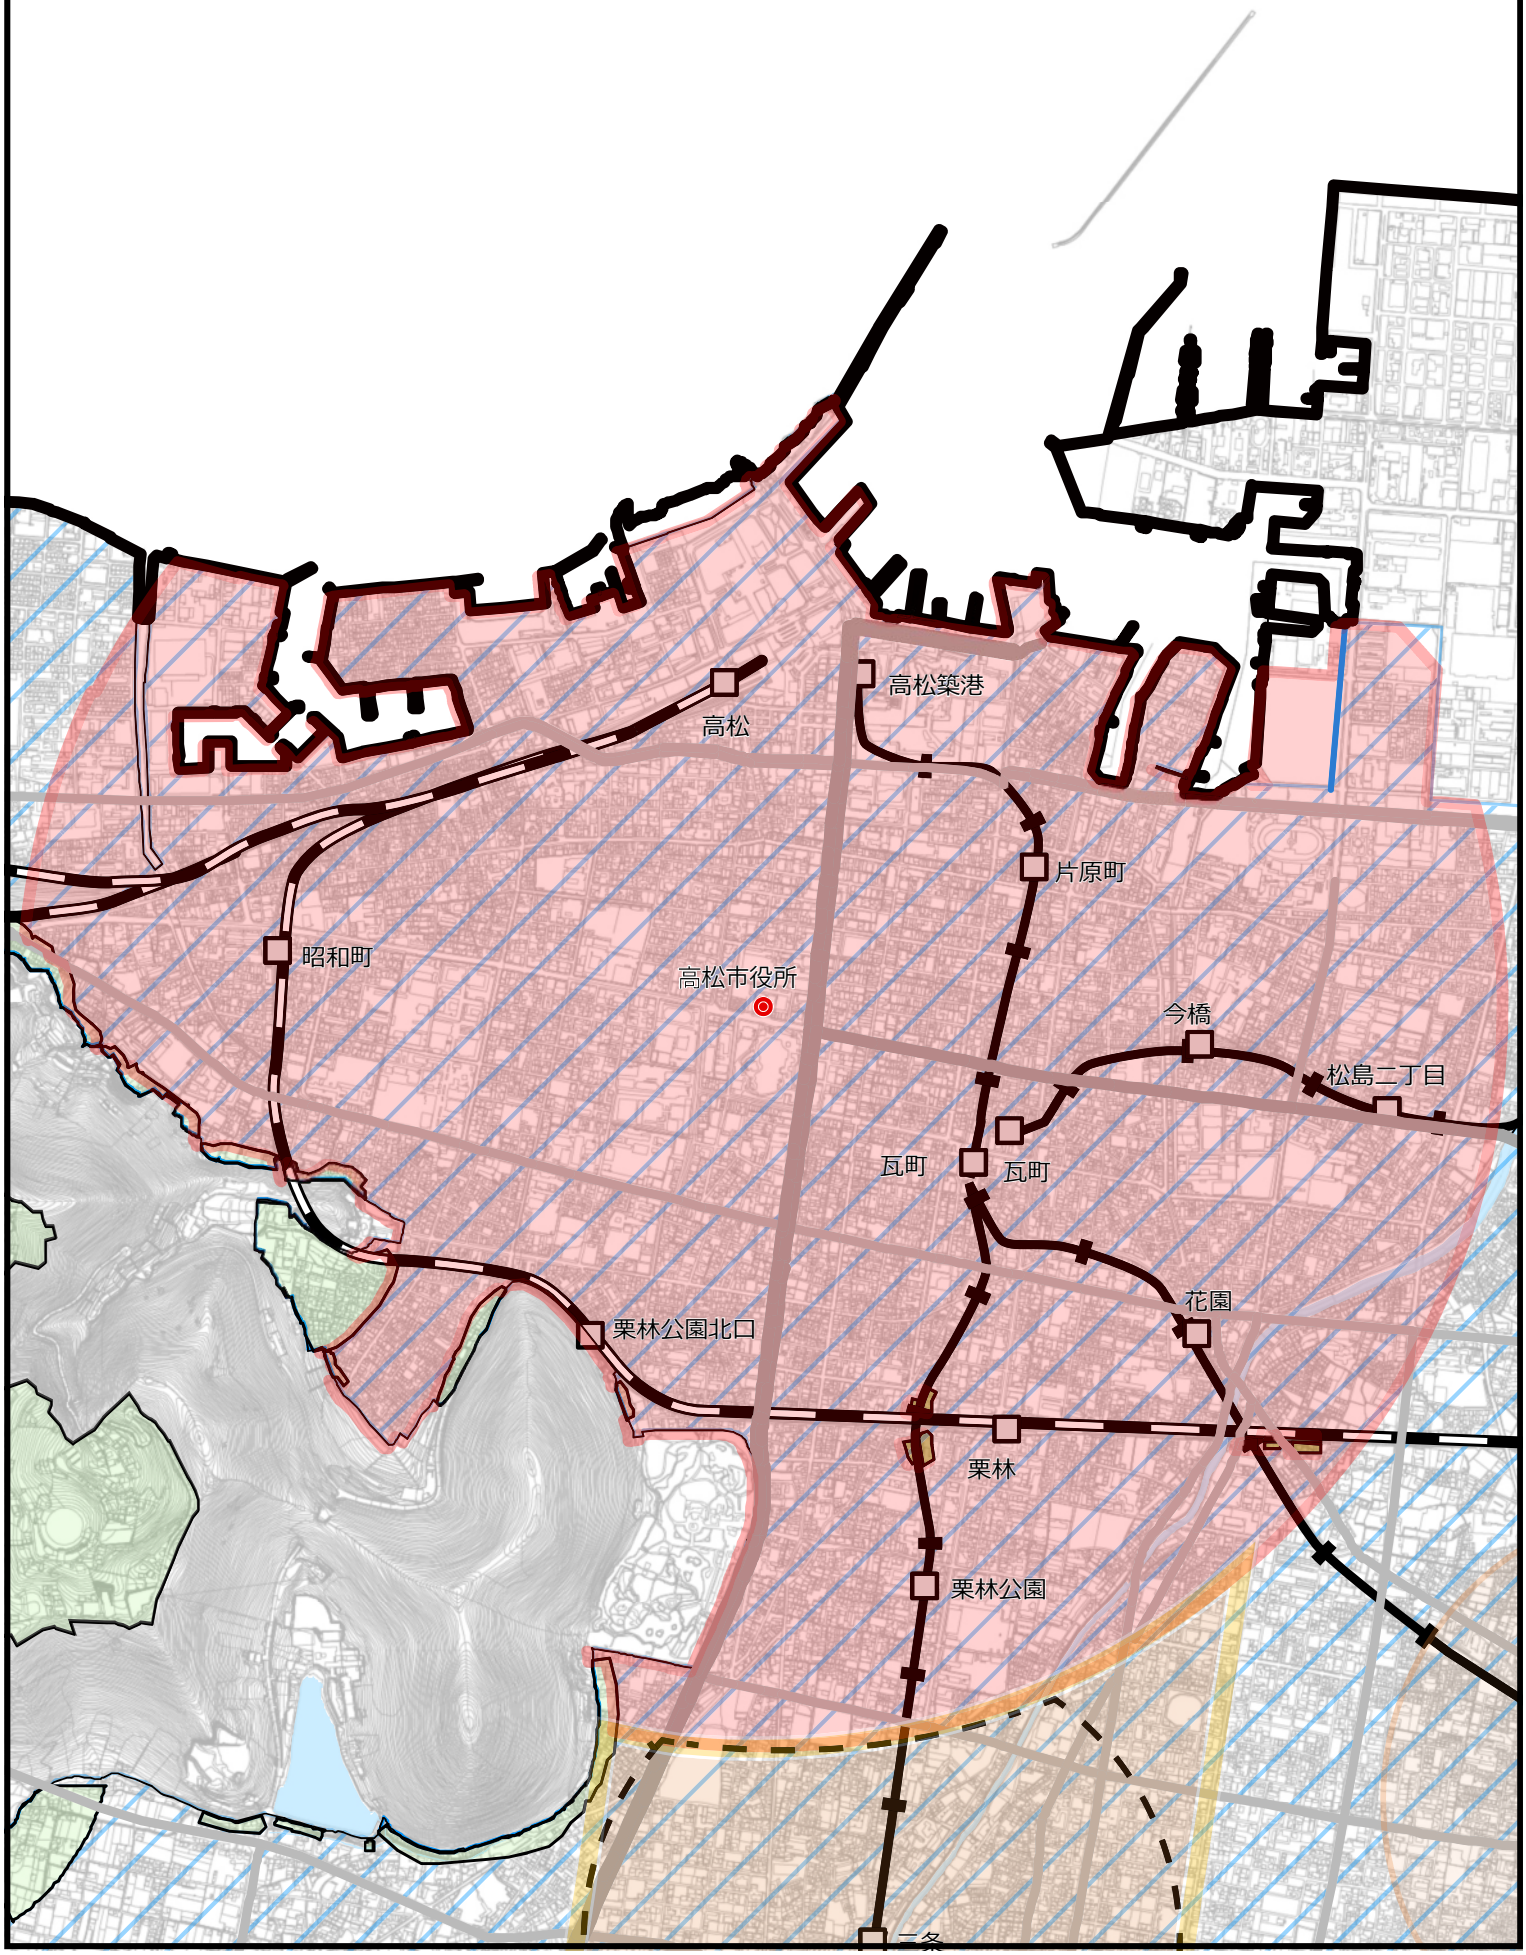 高松築港
高松
片原町
昭和町
高松市役所
今橋
松島二丁目
瓦町
瓦町
花園
栗林公園北口
栗林
栗林公園
三条